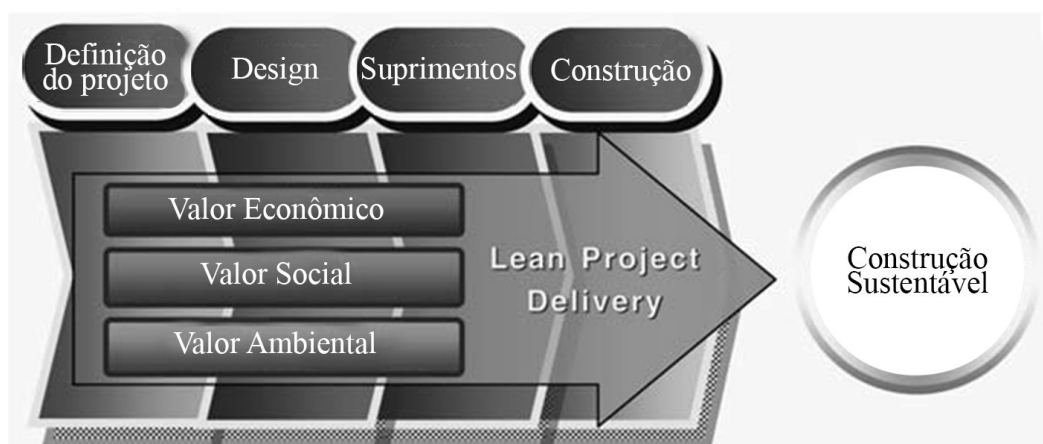 Definição
do projeto
Design
Suprimentos
Construção
Valor Econômico
Valor Social
Valor Ambiental
Lean Project
Delivery
Construção
Sustentável